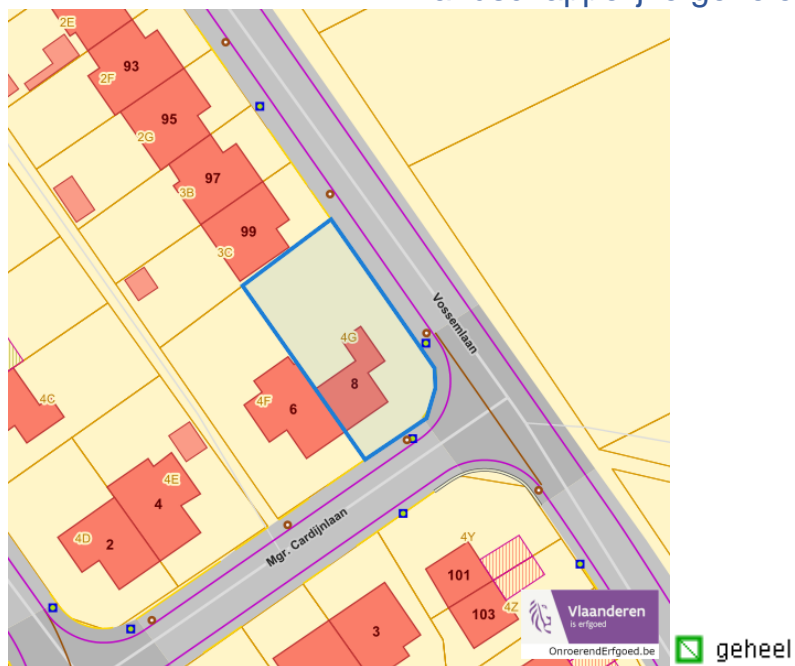 2E
93
2F
95
2G
97
3B
99
3C
Vossemlaan
4G
8
4F
6
4C
4E
4
4D
2
Mgr. Cardijnlaan
4Y
101
103
4Z
3
Vlaanderen
is erfgoed
OnroerendErfgoed.be
geheel